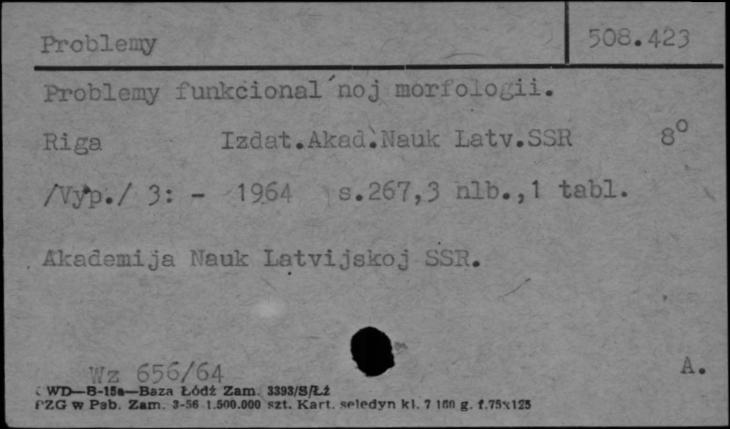 Problemy 508.423
Problemy funkcional'noj morfologii.
Riga Izdat.Akad.Nauk Latv.SSR 8°
/Vyp./ 3: - 1964 s.267,3 nlb.,1 tabl.
Akademija Nauk Latvijskoj SSR.
Wz 656/64 A.
WD—B-15a—Baza Łódź Zam. 3393/S/Łź
PZG w Pab. Zam. 3-56 1.500.000 szt. Kart. seledyn kl. 7 160 g. f.75x125